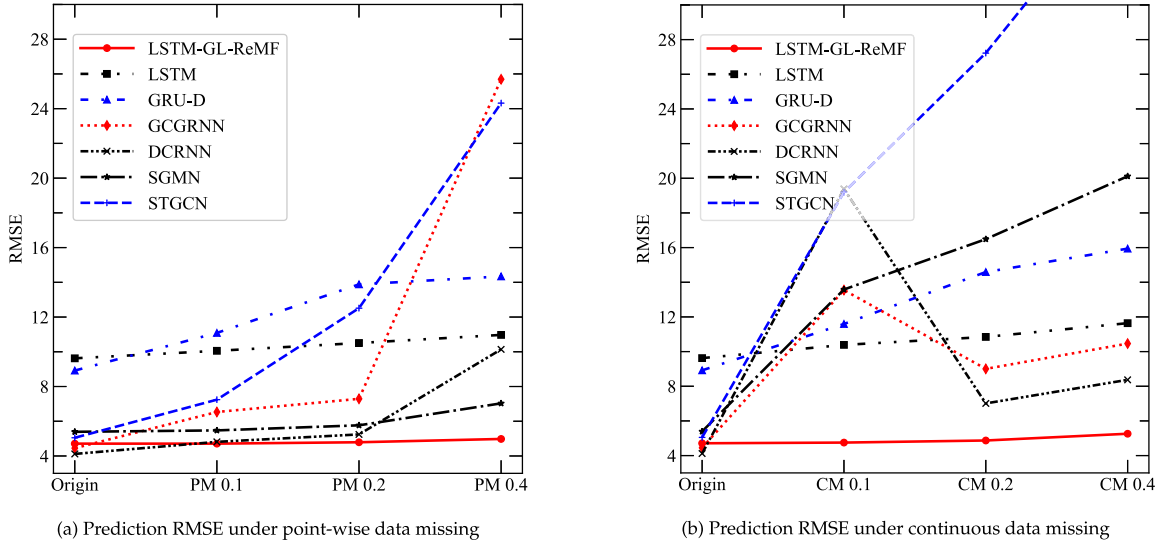 28
24
20
16
12
8
4
RMSE
LSTM-GL-ReMF
LSTM
GRU-D
GCGRNN
DCRNN
SGMN
STGCN
Origin
PM 0.1
PM 0.2
PM 0.4
(a) Prediction RMSE under point-wise data missing
28
24
20
16
12
8
4
RMSE
LSTM-GL-ReMF
LSTM
GRU-D
GCGRNN
DCRNN
SGMN
STGCN
Origin
CM 0.1
CM 0.2
CM 0.4
(b) Prediction RMSE under continuous data missing